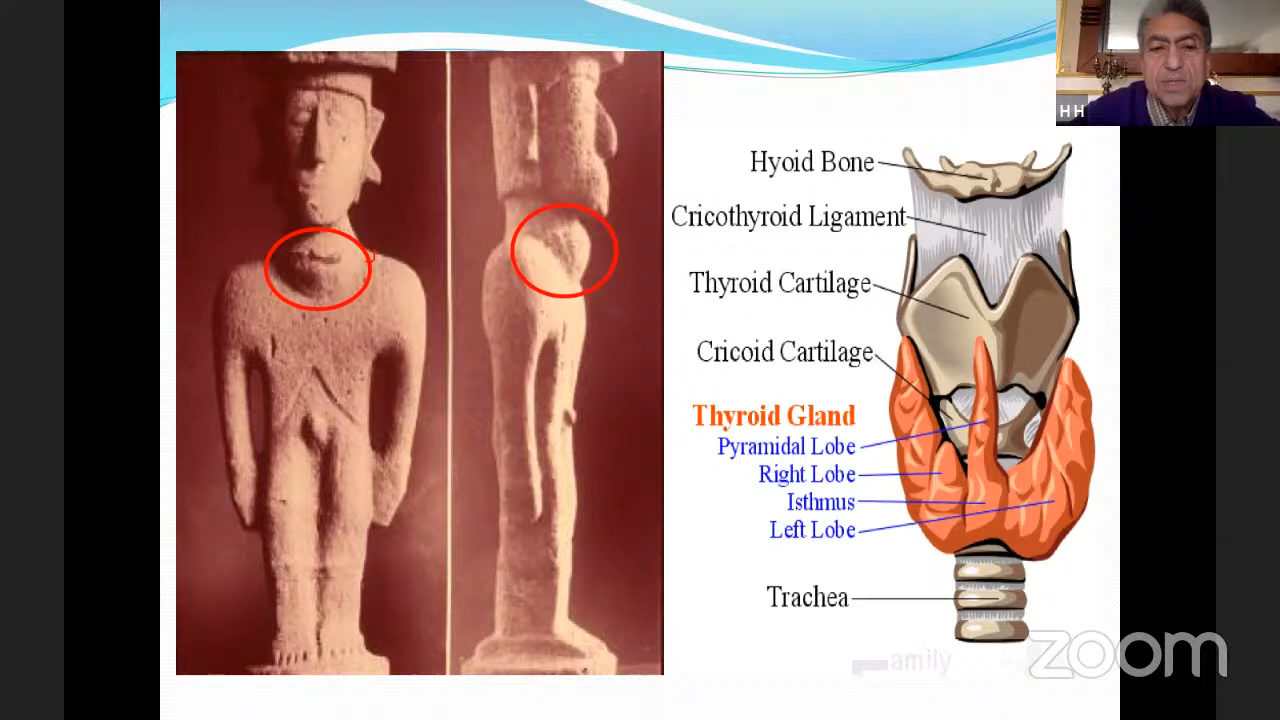 H H
Hyoid Bone
Cricothyroid Ligament
Thyroid Cartilage
Cricoid Cartilage
Thyroid Gland
Pyramidal Lobe
Right Lobe
Isthmus
Left Lobe
Trachea
amily
zoom